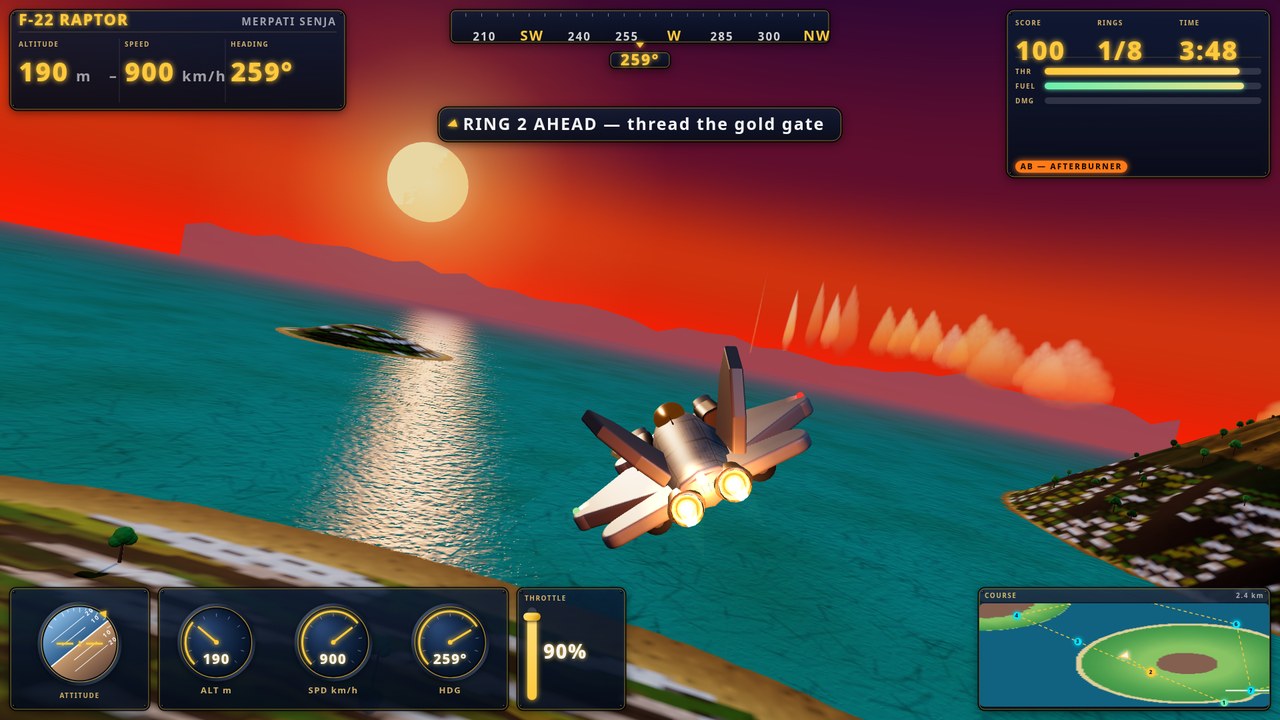 F-22 RAPTOR
MERPATI SENJA
ALTITUDE
SPEED
HEADING
190 m
900 km/h
259°
210 SW 240 255 W 285 300 NW
259°
RING 2 AHEAD — thread the gold gate
SCORE
RINGS
TIME
100
1/8
3:48
THR
FUEL
DMG
AB — AFTERBURNER
ATTITUDE
190
ALT m
900
SPD km/h
259°
HDG
THROTTLE
90%
COURSE
2.4 km